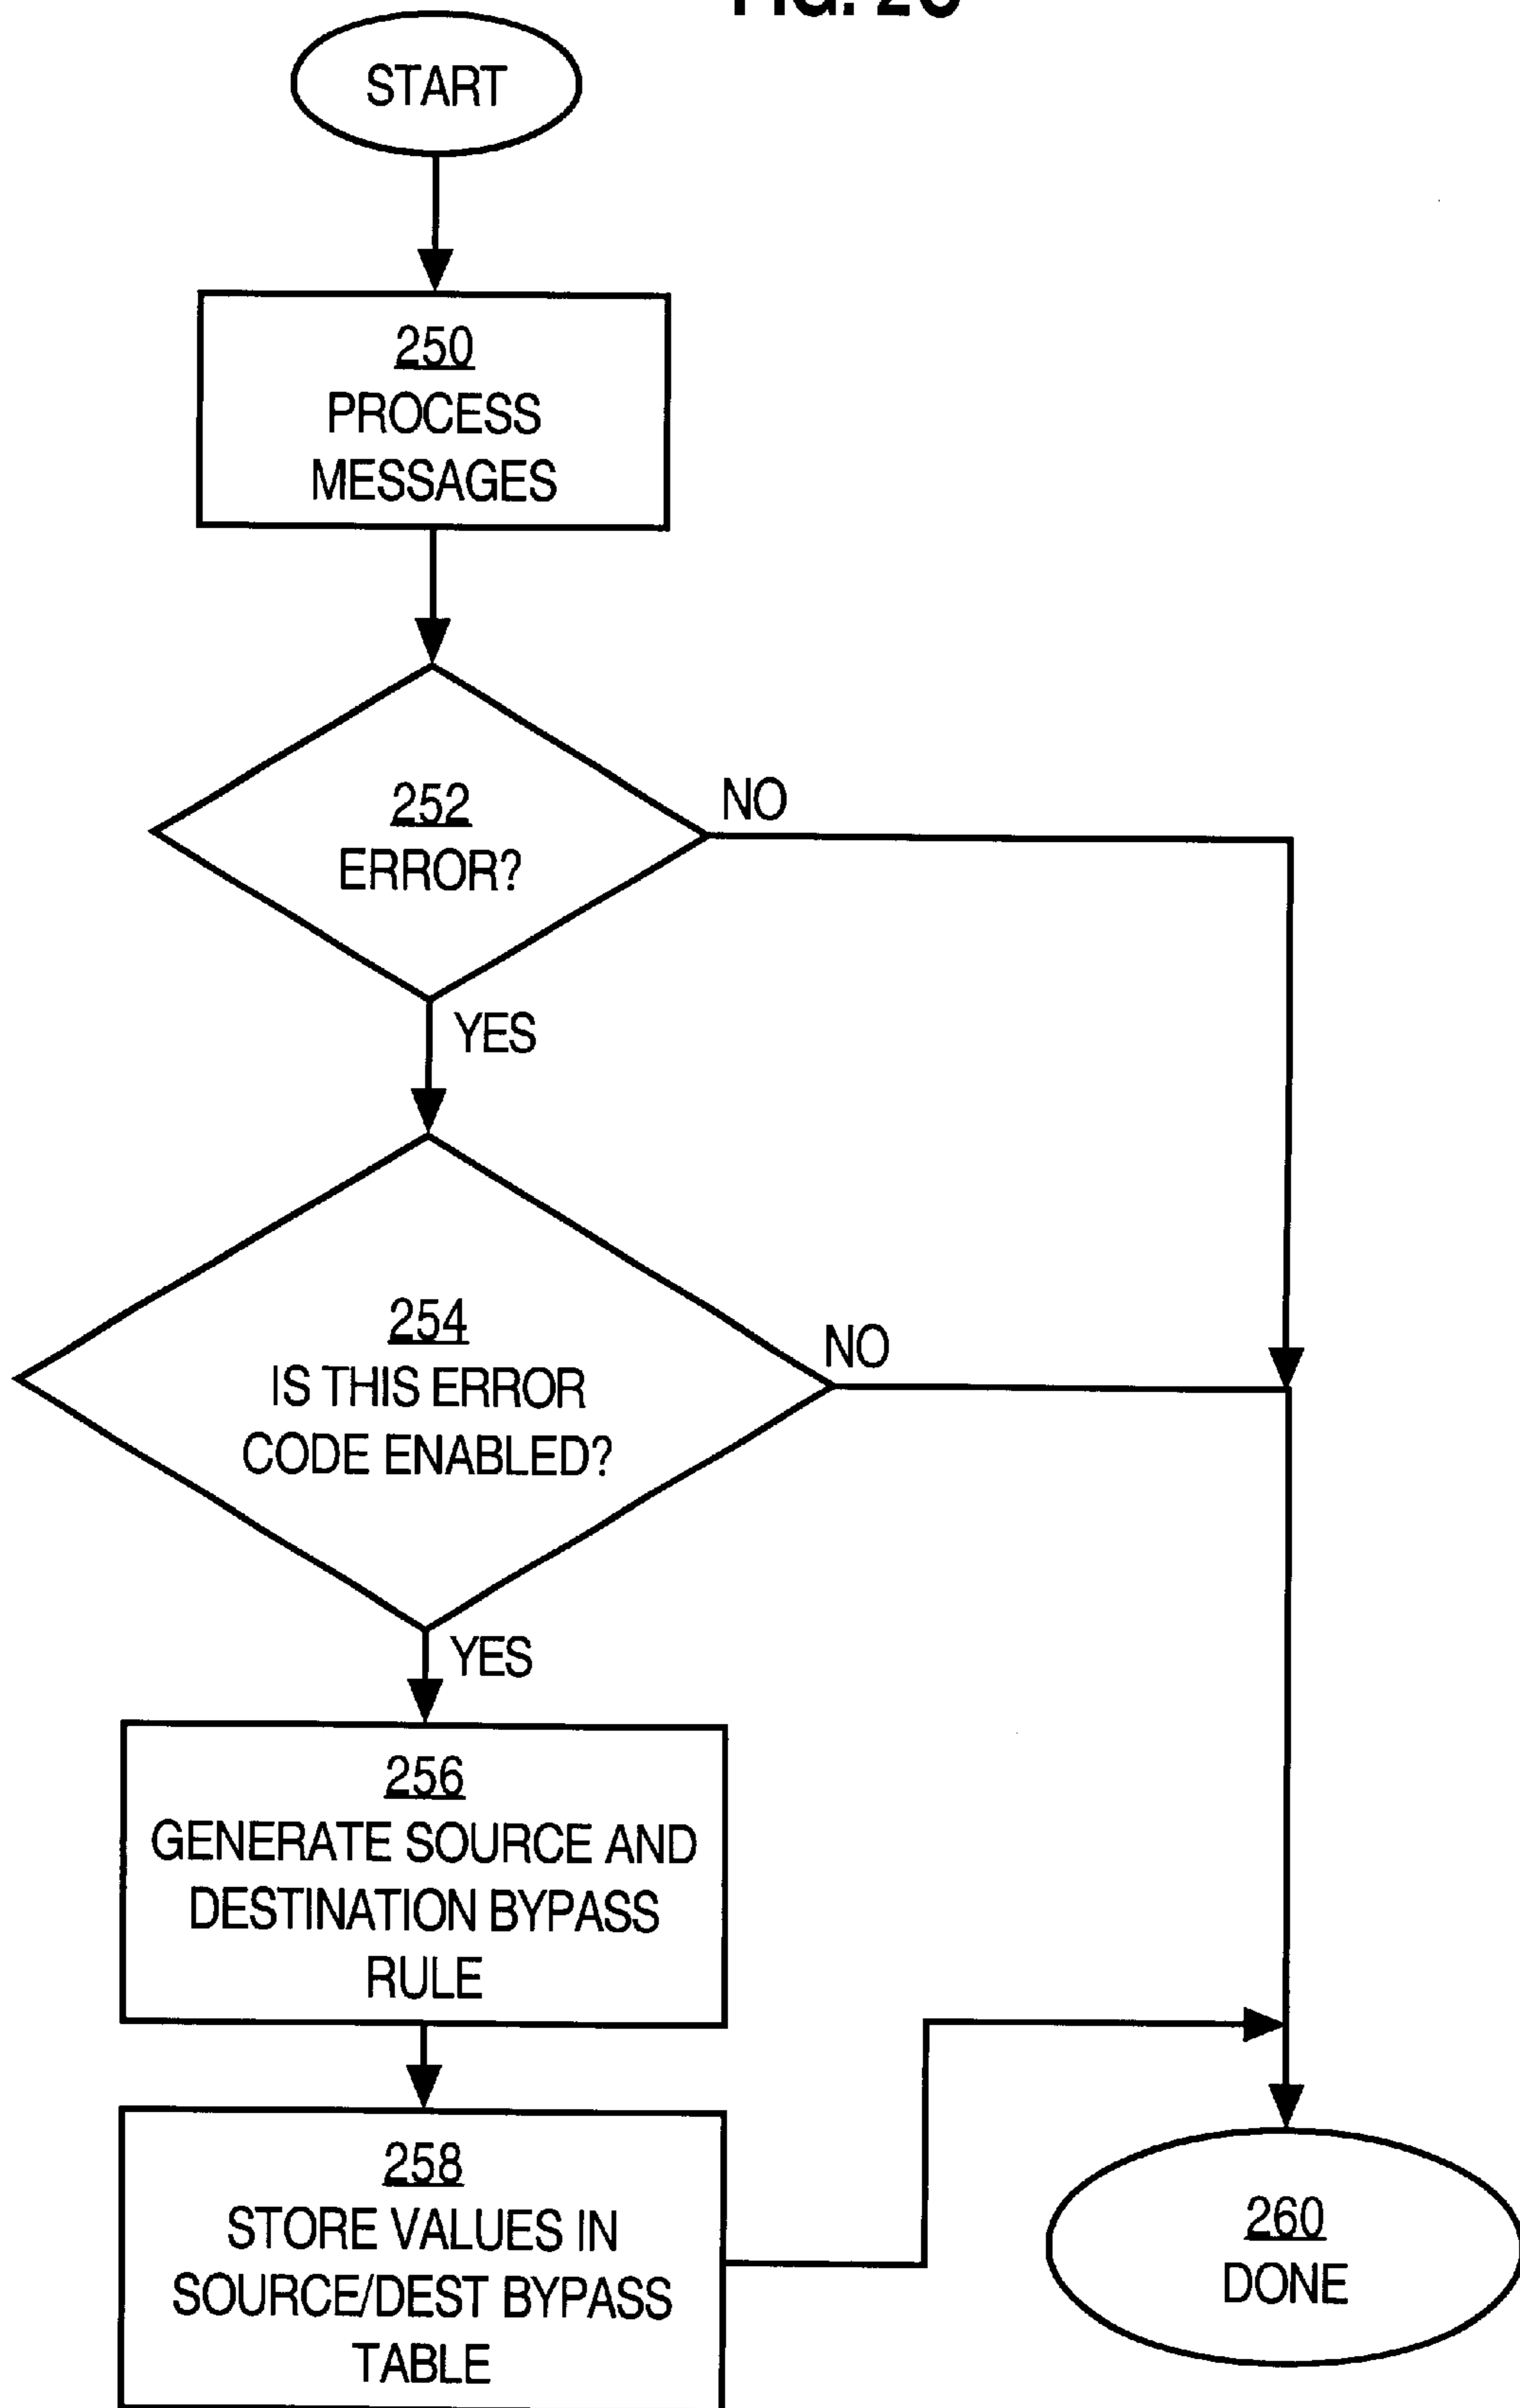 START
250
PROCESS
MESSAGES
252
ERROR?
NO
YES
254
IS THIS ERROR
CODE ENABLED?
NO
YES
256
GENERATE SOURCE AND
DESTINATION BYPASS
RULE
258
STORE VALUES IN
SOURCE/DEST BYPASS
TABLE
260
DONE